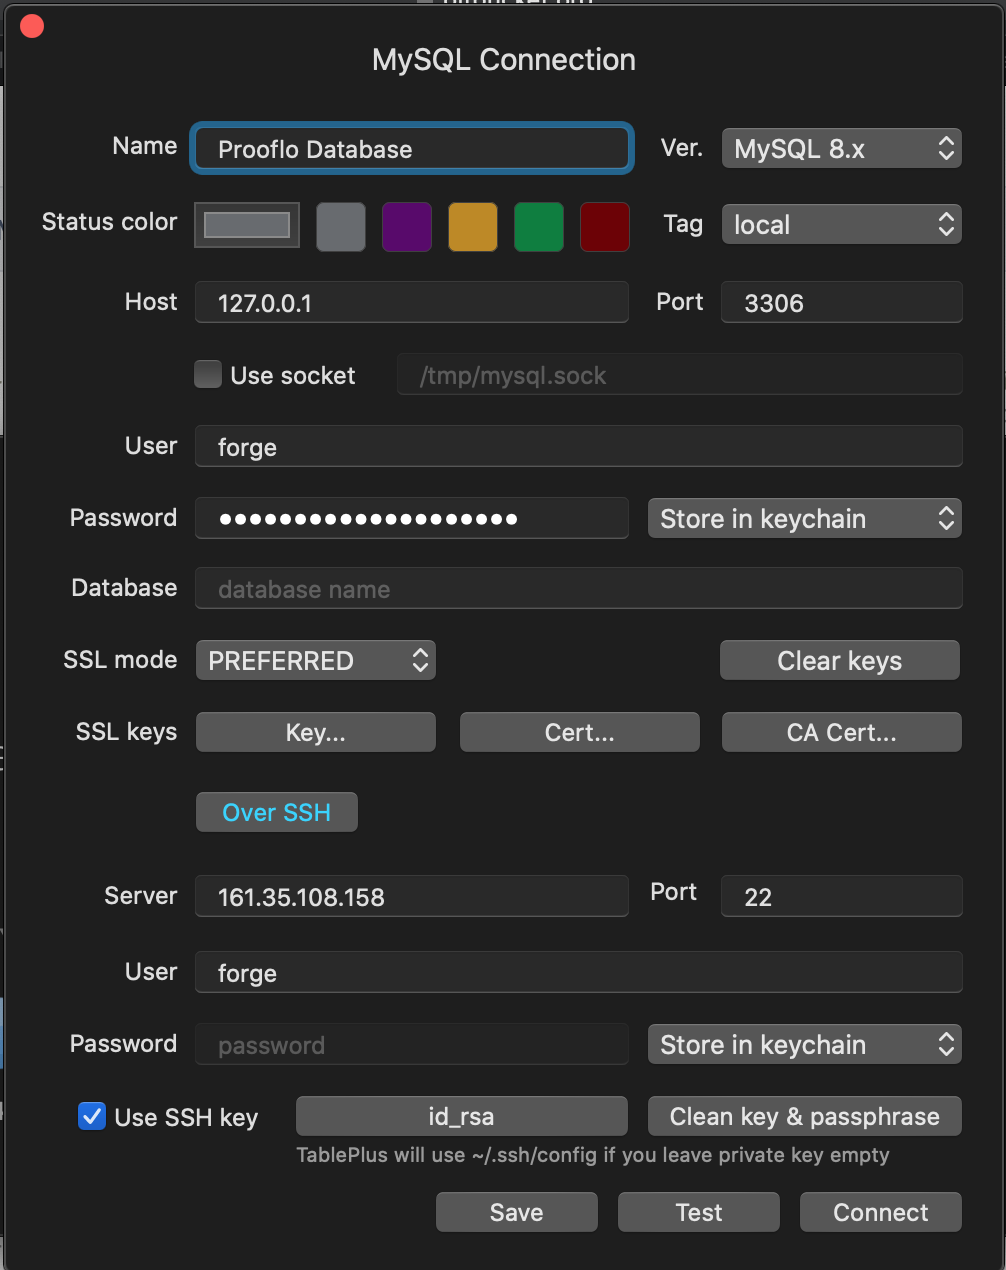 MySQL Connection
Name Prooflo Database Ver. MySQL 8.x
Status color Tag local
Host 127.0.0.1 Port 3306
Use socket /tmp/mysql.sock
User forge
Password ●●●●●●●●●●●●●●●●●●●● Store in keychain
Database database name
SSL mode PREFERRED Clear keys
SSL keys Key... Cert... CA Cert...
Over SSH
Server 161.35.108.158 Port 22
User forge
Password password Store in keychain
Use SSH key id_rsa Clean key & passphrase
TablePlus will use ~/.ssh/config if you leave private key empty
Save Test Connect